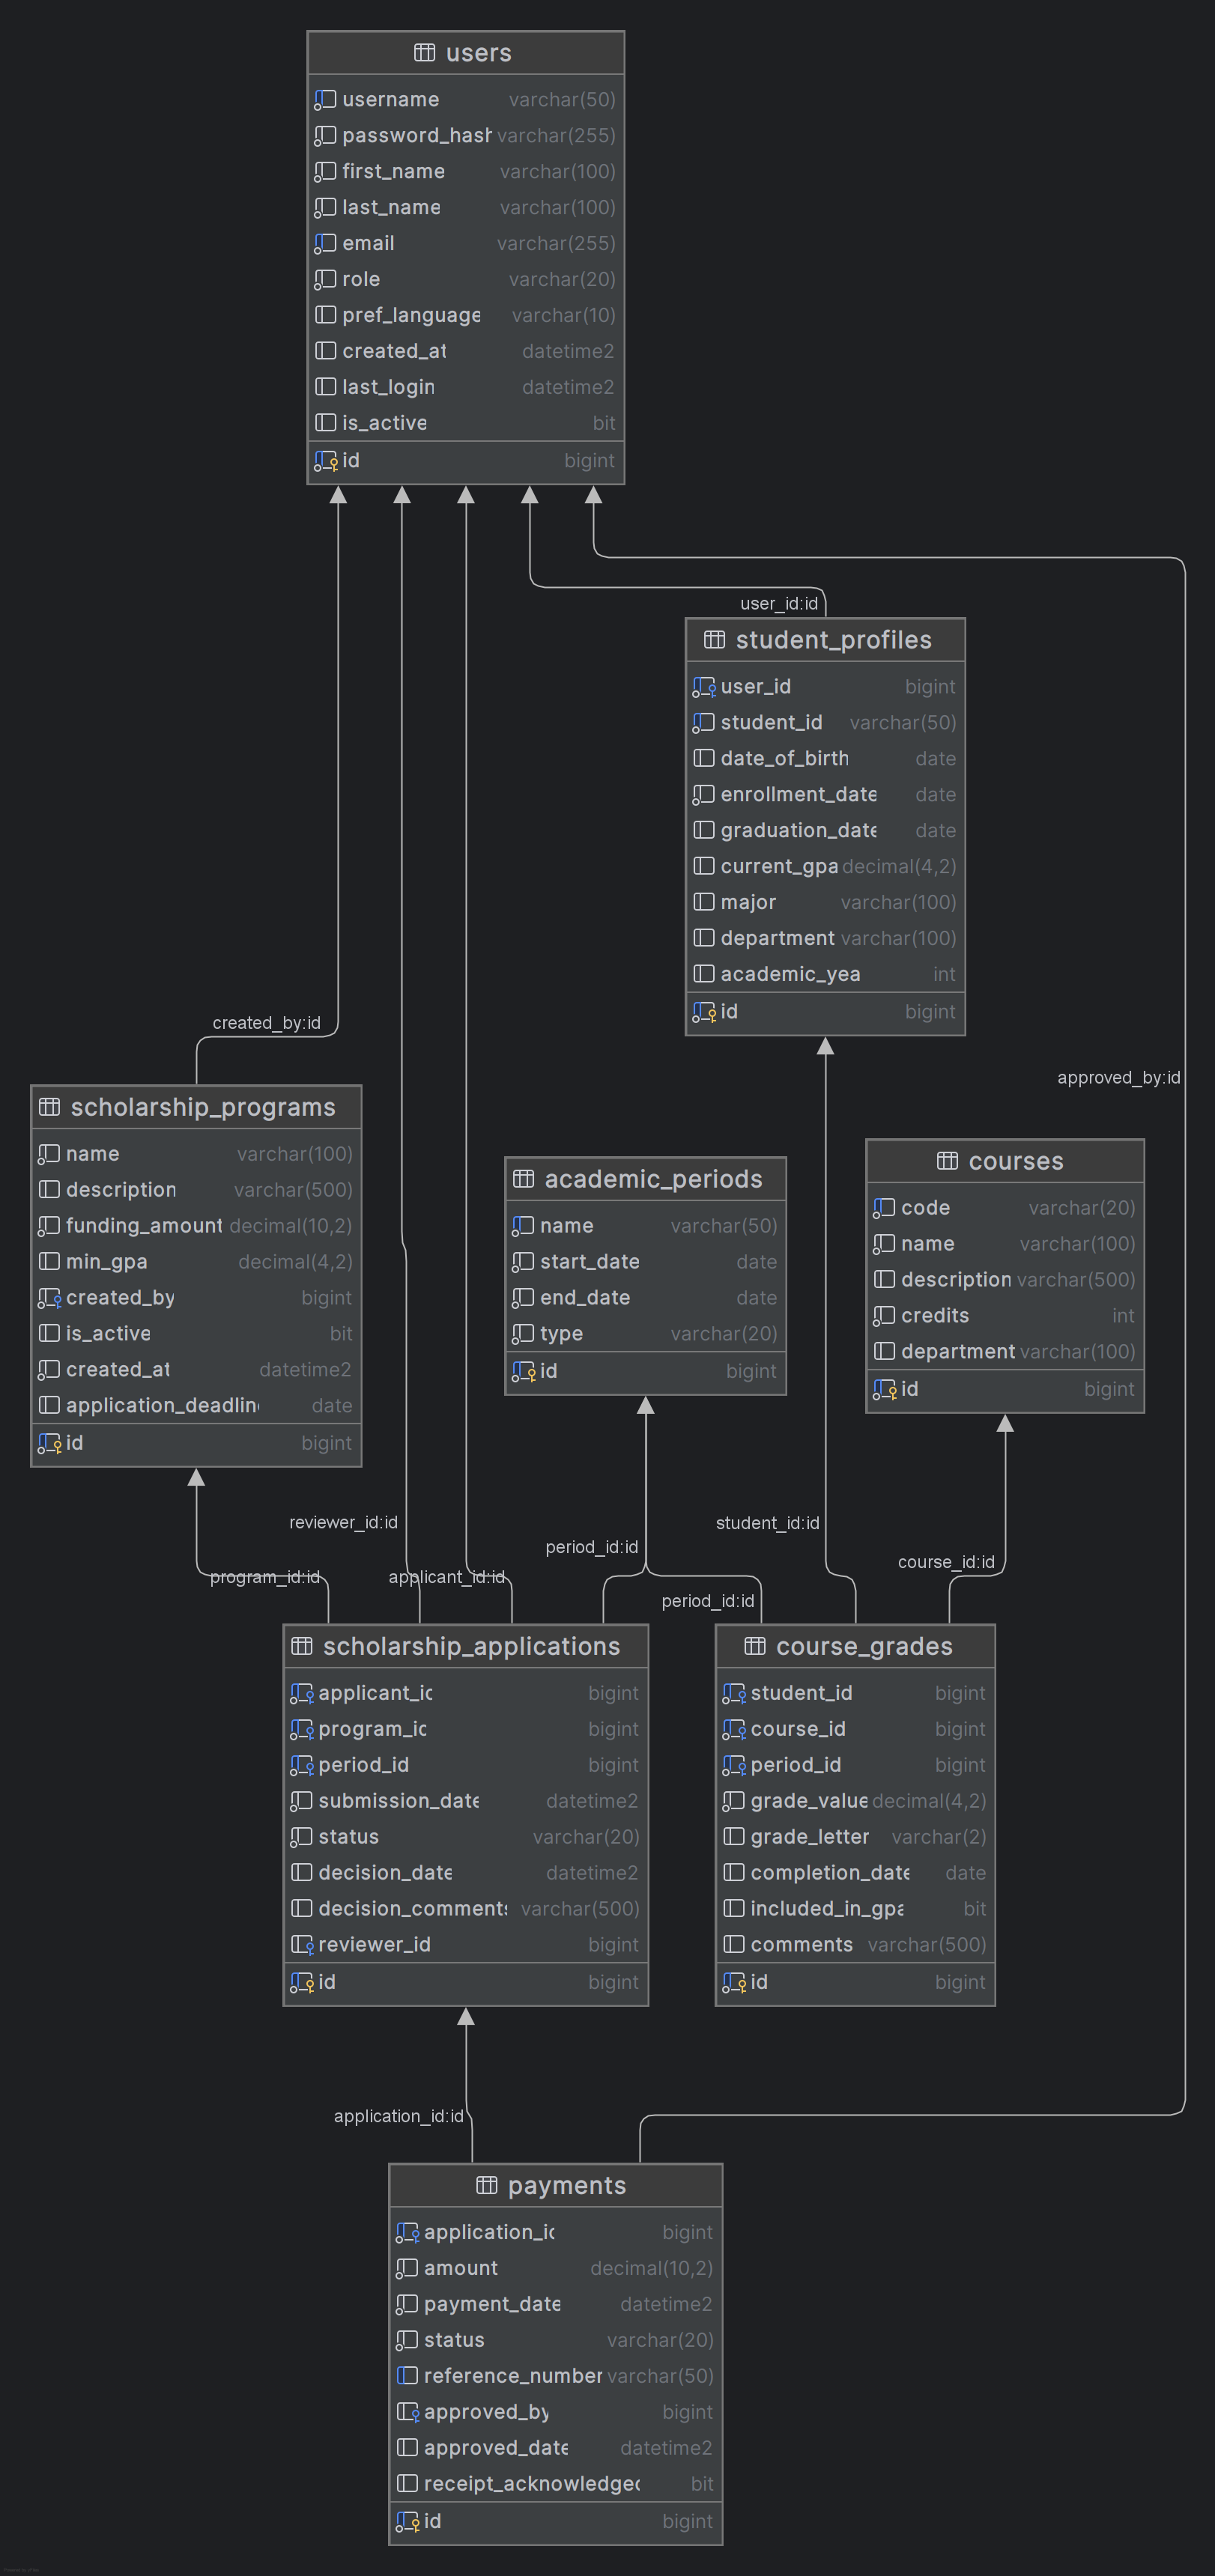 users
username varchar(50)
password_hash varchar(255)
first_name varchar(100)
last_name varchar(100)
email varchar(255)
role varchar(20)
pref_language varchar(10)
created_at datetime2
last_login datetime2
is_active bit
id bigint
user_id:id
student_profiles
user_id bigint
student_id varchar(50)
date_of_birth date
enrollment_date date
graduation_date date
current_gpa decimal(4,2)
major varchar(100)
department varchar(100)
academic_yea int
id bigint
created_by:id
approved_by:id
scholarship_programs
name varchar(100)
description varchar(500)
funding_amount decimal(10,2)
min_gpa decimal(4,2)
created_by bigint
is_active bit
created_at datetime2
application_deadline date
id bigint
academic_periods
name varchar(50)
start_date date
end_date date
type varchar(20)
id bigint
courses
code varchar(20)
name varchar(100)
description varchar(500)
credits int
department varchar(100)
id bigint
reviewer_id:id
student_id:id
period_id:id
course_id:id
program_id:id
applicant_id:id
period_id:id
scholarship_applications
applicant_id bigint
program_id bigint
period_id bigint
submission_date datetime2
status varchar(20)
decision_date datetime2
decision_comments varchar(500)
reviewer_id bigint
id bigint
course_grades
student_id bigint
course_id bigint
period_id bigint
grade_value decimal(4,2)
grade_letter varchar(2)
completion_date date
included_in_gpa bit
comments varchar(500)
id bigint
application_id:id
payments
application_id bigint
amount decimal(10,2)
payment_date datetime2
status varchar(20)
reference_number varchar(50)
approved_by bigint
approved_date datetime2
receipt_acknowledged bit
id bigint